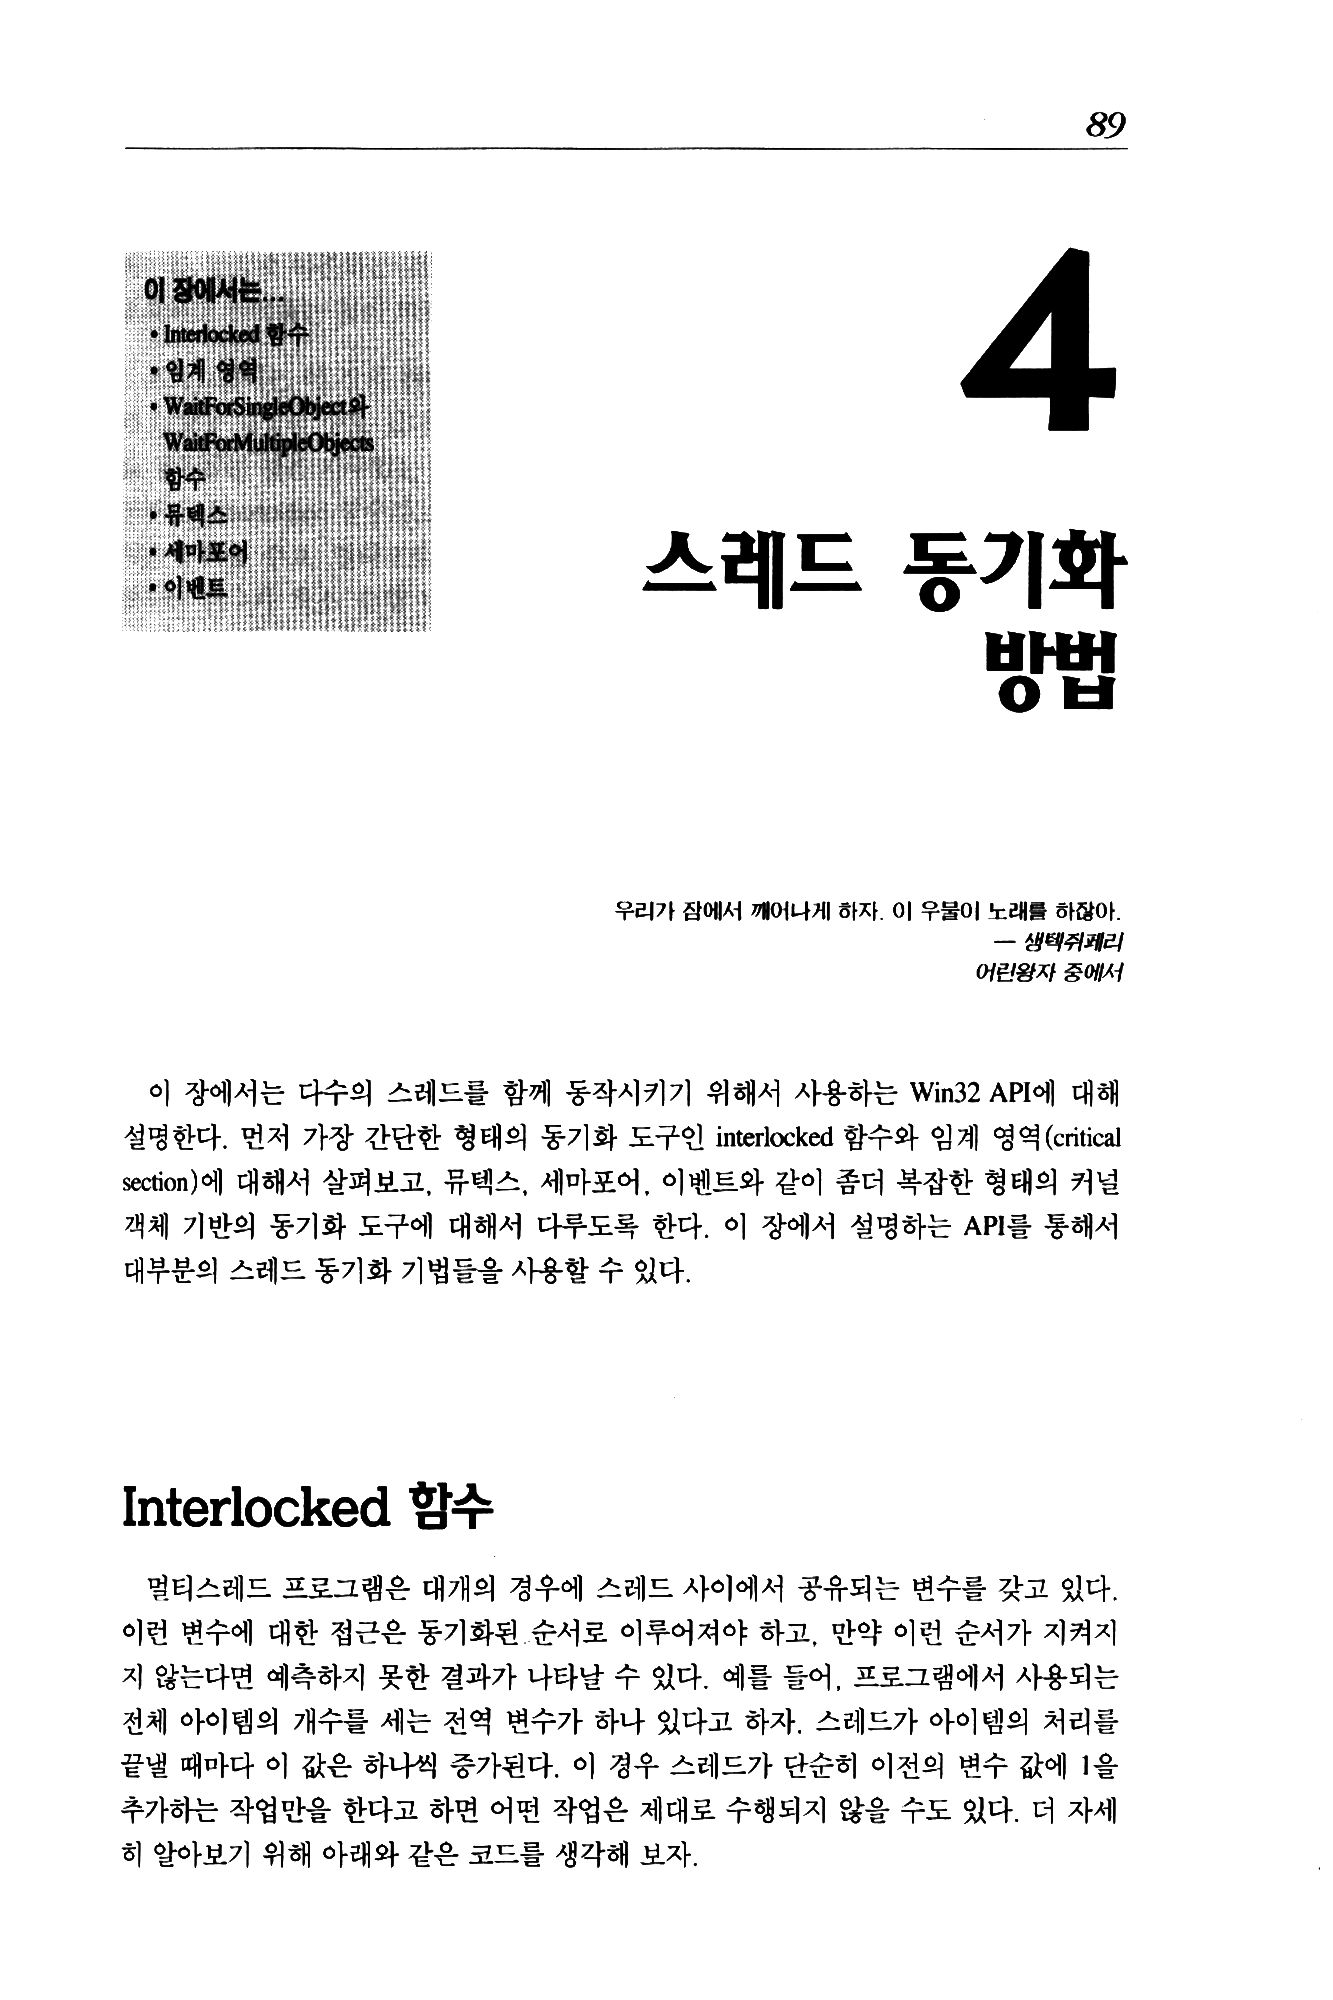 89
이 장에서는...
• Interlocked 함수
• 임계 영역
• WaitForSingleObject와
WaitForMultipleObjects
함수
• 뮤텍스
• 세마포어
• 이벤트
4
스레드 동기화
방법
우리가 잠에서 깨어나게 하자. 이 우물이 노래를 하잖아.
— 생텍쥐페리
어린왕자 중에서
이 장에서는 다수의 스레드를 함께 동작시키기 위해서 사용하는 Win32 API에 대해
설명한다. 먼저 가장 간단한 형태의 동기화 도구인 interlocked 함수와 임계 영역(critical
section)에 대해서 살펴보고, 뮤텍스, 세마포어, 이벤트와 같이 좀더 복잡한 형태의 커널
객체 기반의 동기화 도구에 대해서 다루도록 한다. 이 장에서 설명하는 API를 통해서
대부분의 스레드 동기화 기법들을 사용할 수 있다.
Interlocked 함수
멀티스레드 프로그램은 대개의 경우에 스레드 사이에서 공유되는 변수를 갖고 있다.
이런 변수에 대한 접근은 동기화된 순서로 이루어져야 하고, 만약 이런 순서가 지켜지
지 않는다면 예측하지 못한 결과가 나타날 수 있다. 예를 들어, 프로그램에서 사용되는
전체 아이템의 개수를 세는 전역 변수가 하나 있다고 하자. 스레드가 아이템의 처리를
끝낼 때마다 이 값은 하나씩 증가된다. 이 경우 스레드가 단순히 이전의 변수 값에 1을
추가하는 작업만을 한다고 하면 어떤 작업은 제대로 수행되지 않을 수도 있다. 더 자세
히 알아보기 위해 아래와 같은 코드를 생각해 보자.